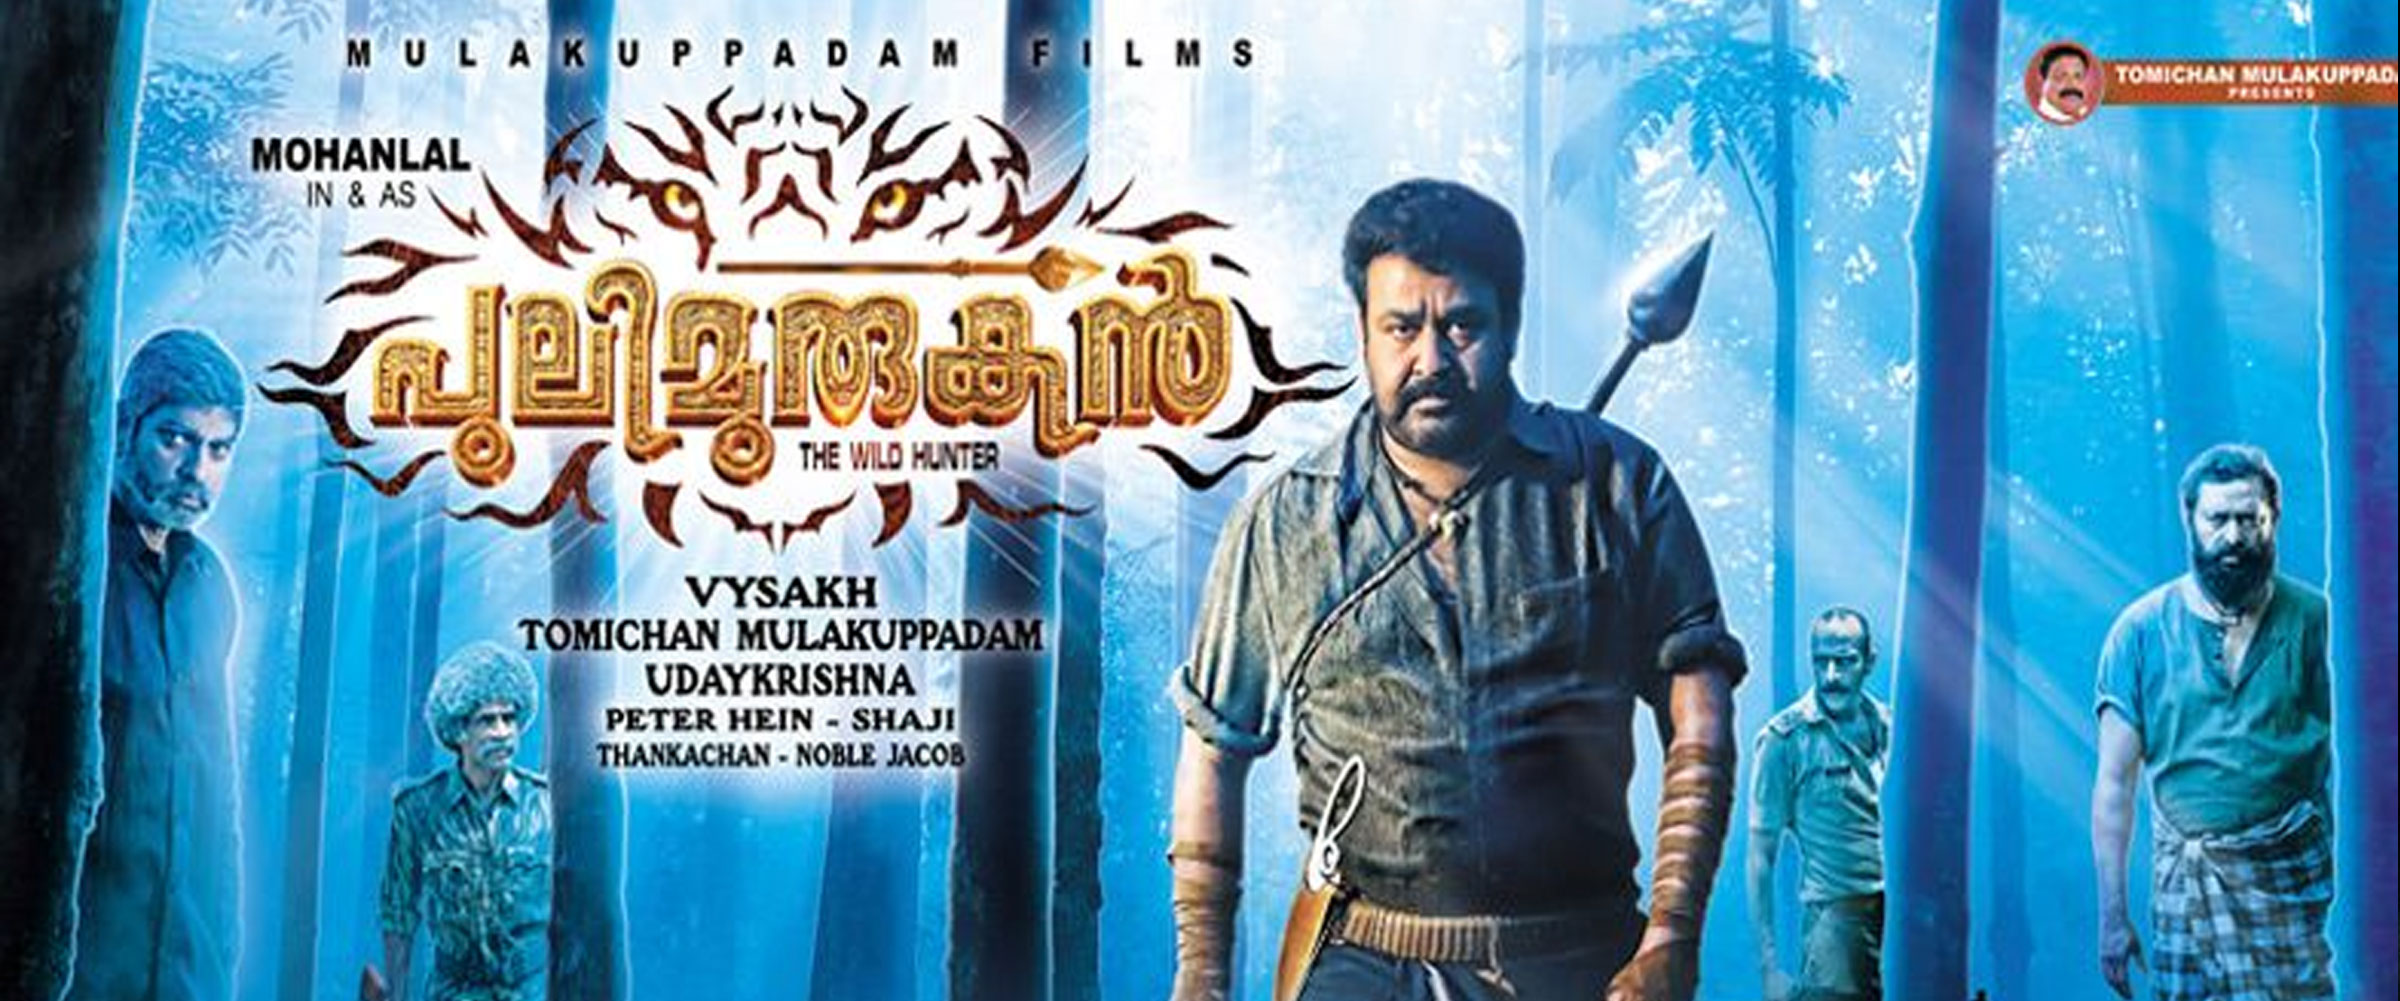 MULAKUPPADAM FILMS
TOMICHAN MULAKUPPADA
PRESENTS
MOHANLAL
IN & AS
പുലിമുരുകൻ
THE WILD HUNTER
VYSAKH
TOMICHAN MULAKUPPADAM
UDAYKRISHNA
PETER HEIN - SHAJI
THANKACHAN - NOBLE JACOB